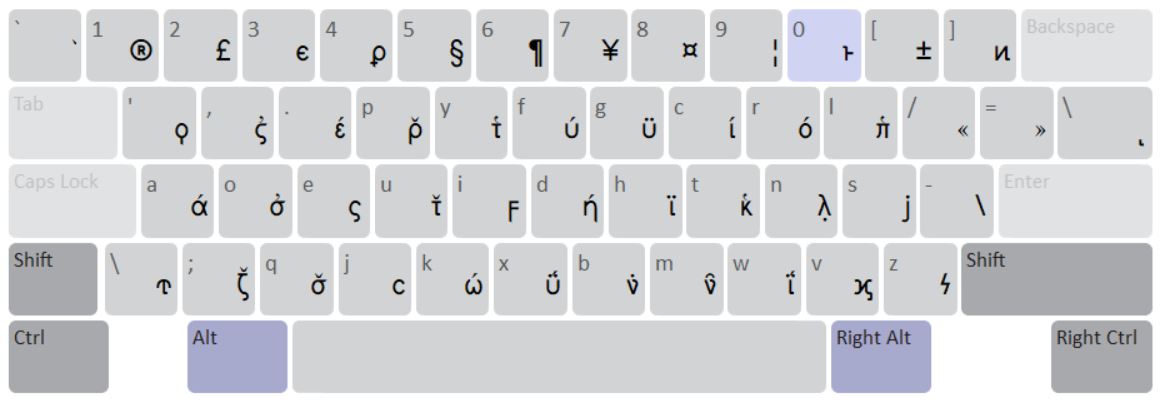 ` ` 1 ® 2 £ 3 є 4 ϼ 5 § 6 ¶ 7 ¥ 8 ¤ 9 ¦ 0 ͱ [ ± ] ͷ Backspace
Tab ' ϙ , ς̓ . έ p ρ̌ y τ̔ f ύ g ϋ c ί r ό l π̔ / « = » \ ͺ
Caps Lock a ά o σ̓ e ς u τ̌ i ϝ d ή h ϊ t κ̔ n λ̣ s ϳ - \ Enter
Shift \ ͳ ; ζ̌ q σ̌ j ϲ k ώ x ΰ b ν̇ m ν̑ w ΐ v ϗ z ϟ Shift
Ctrl Alt Right Alt Right Ctrl